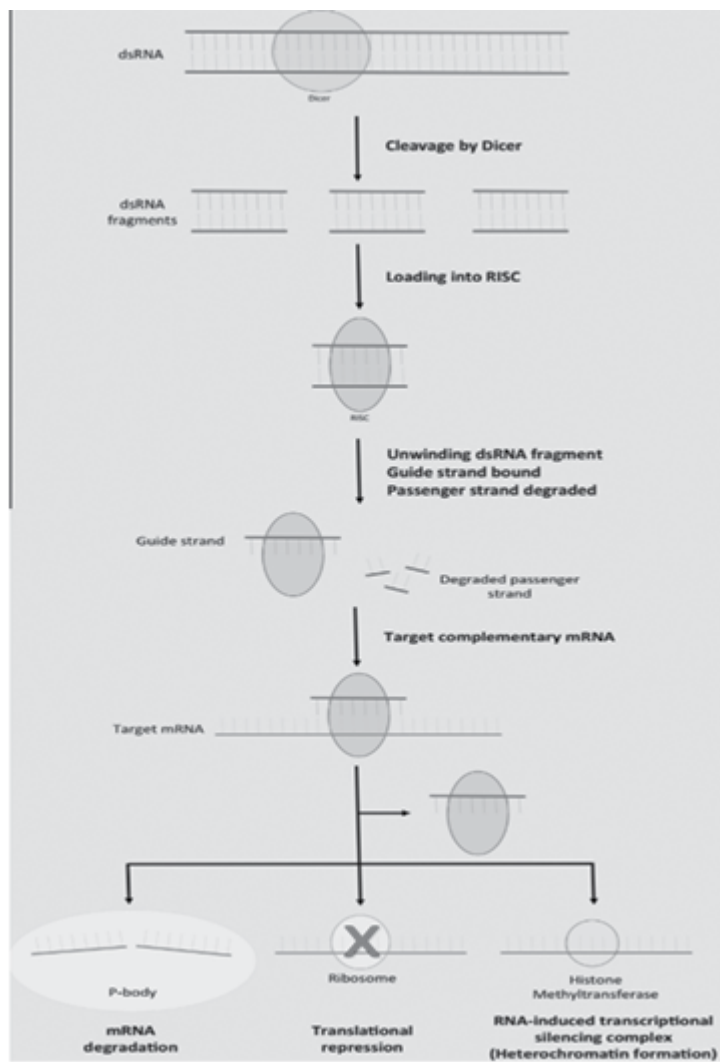 dsRNA
Dicer
Cleavage by Dicer
dsRNA
fragments
Loading into RISC
RISC
Unwinding dsRNA fragment
Guide strand bound
Passenger strand degraded
Guide strand
Degraded passenger
strand
Target complementary mRNA
Target mRNA
X
P-body
Ribosome
Histone
Methyltransferase
mRNA
degradation
Translational
repression
RNA-induced transcriptional
silencing complex
(Heterochromatin formation)